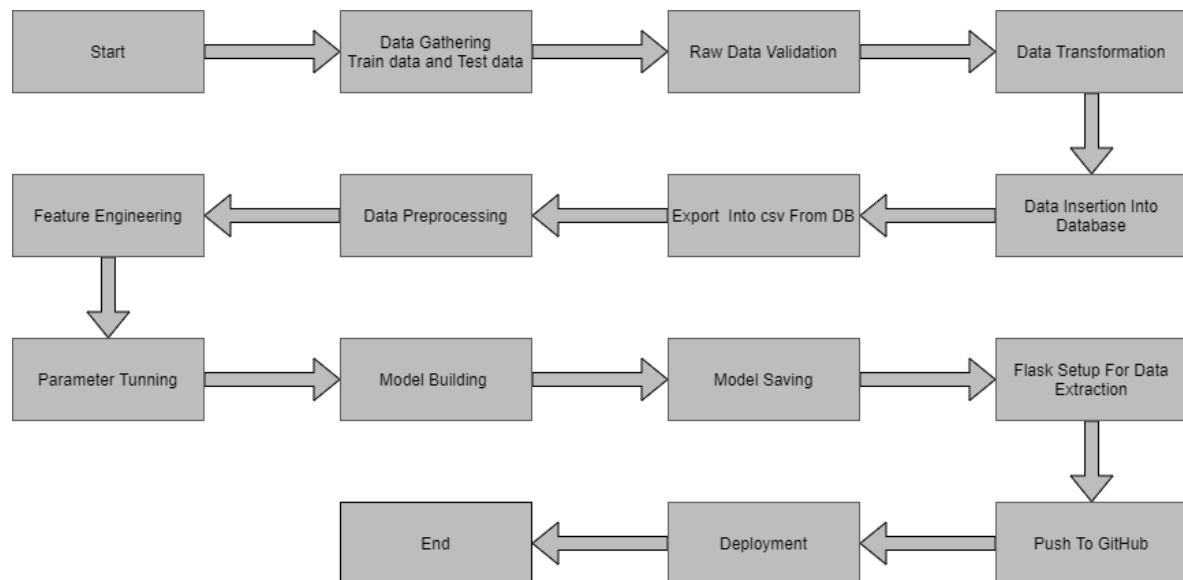 Start
Data Gathering
Train data and Test data
Raw Data Validation
Data Transformation
Data Insertion Into
Database
Export Into csv From DB
Data Preprocessing
Feature Engineering
Parameter Tunning
Model Building
Model Saving
Flask Setup For Data
Extraction
Push To GitHub
Deployment
End